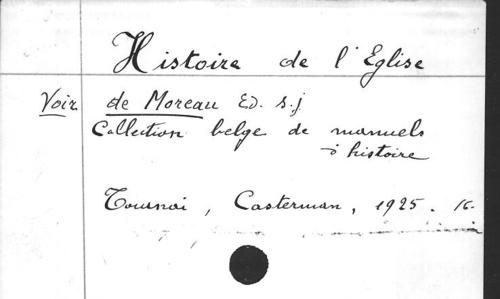 Histoire de l'Eglise
Voir de Moreau Ed. s.j
Collection belge de manuels
d'histoire
Tournai, Casterman, 1925. 16.